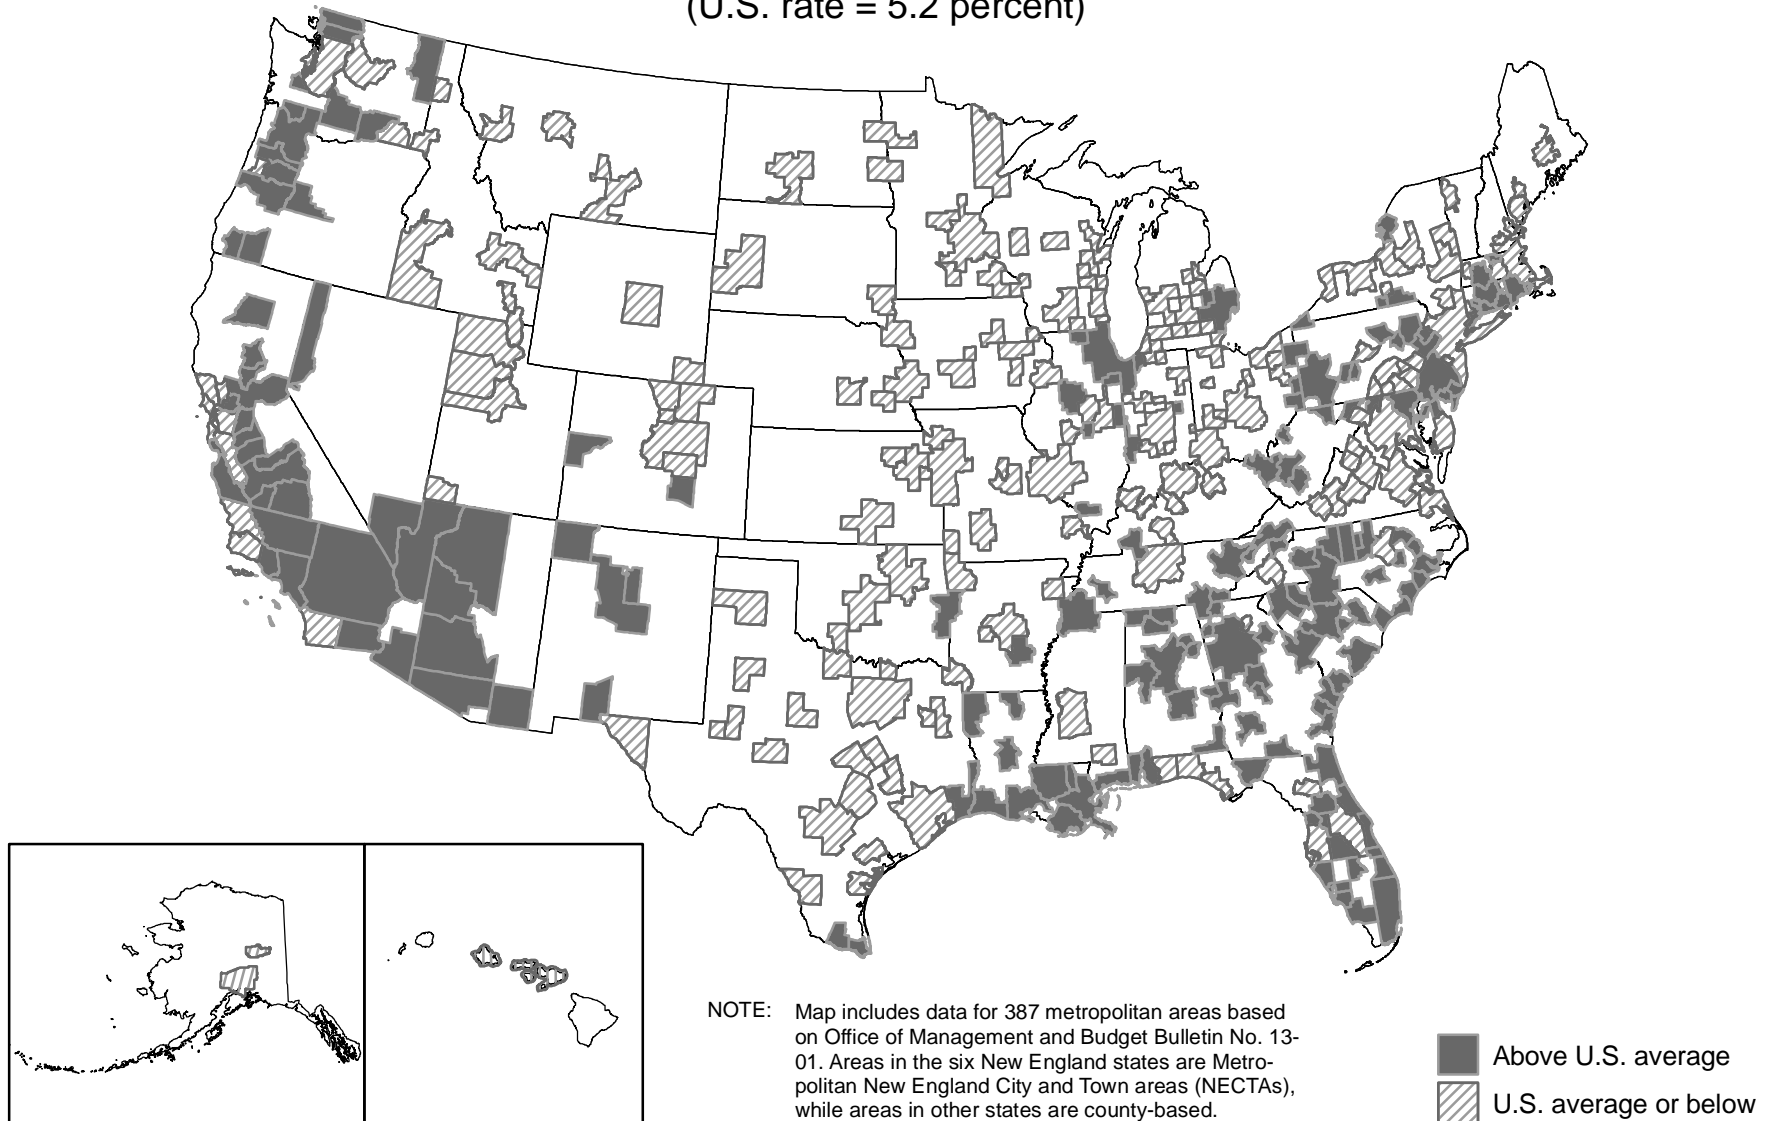 (U.S. rate = 5.2 percent)
NOTE: Map includes data for 387 metropolitan areas based
on Office of Management and Budget Bulletin No. 13-
01. Areas in the six New England states are Metro-
politan New England City and Town areas (NECTAs),
while areas in other states are county-based.
Above U.S. average
U.S. average or below